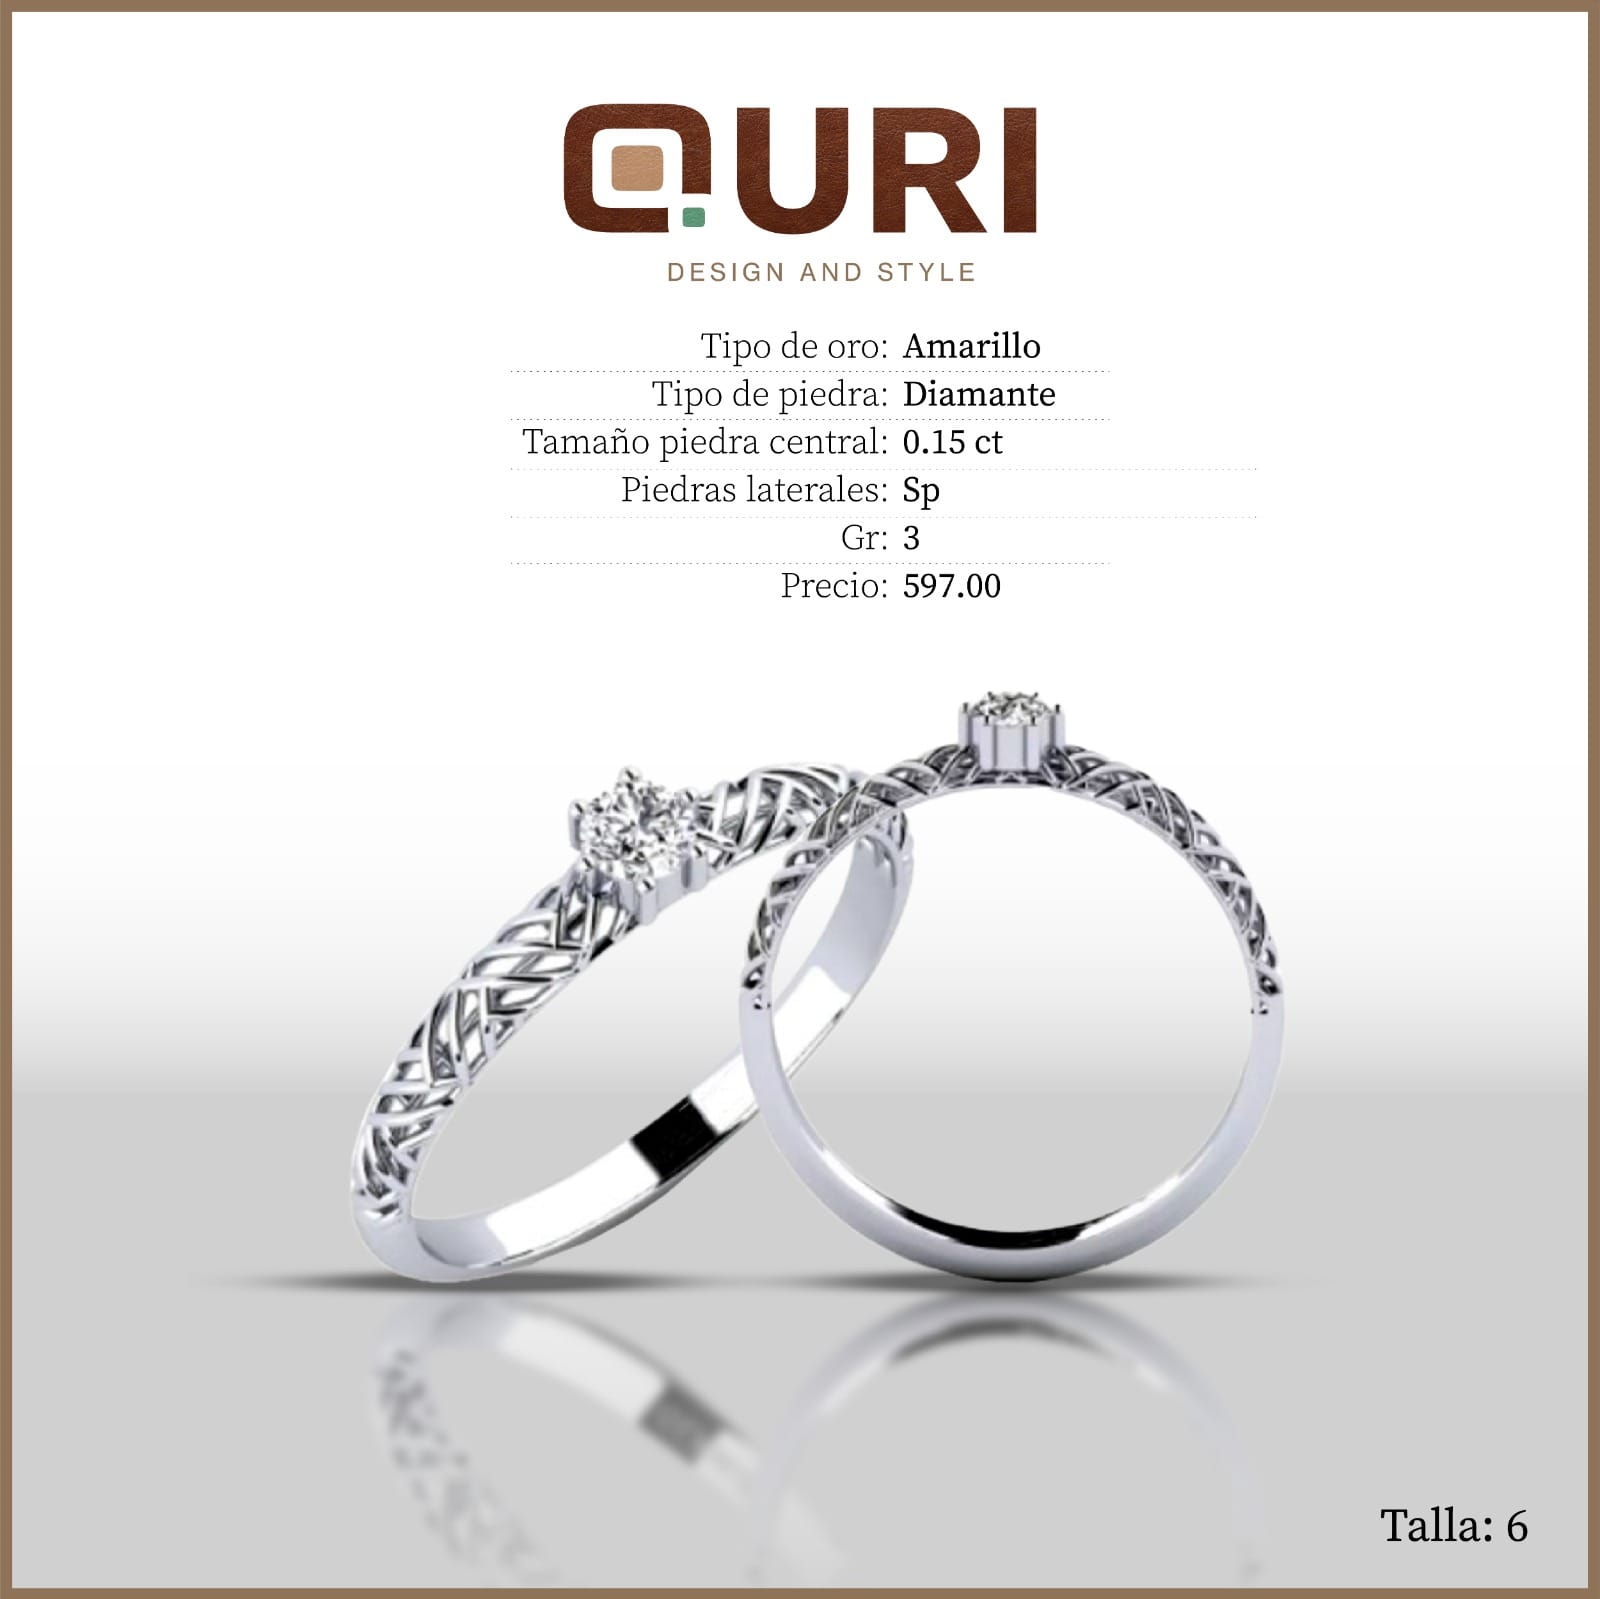 QURI
DESIGN AND STYLE
Tipo de oro: Amarillo
Tipo de piedra: Diamante
Tamaño piedra central: 0.15 ct
Piedras laterales: Sp
Gr: 3
Precio: 597.00
Talla: 6